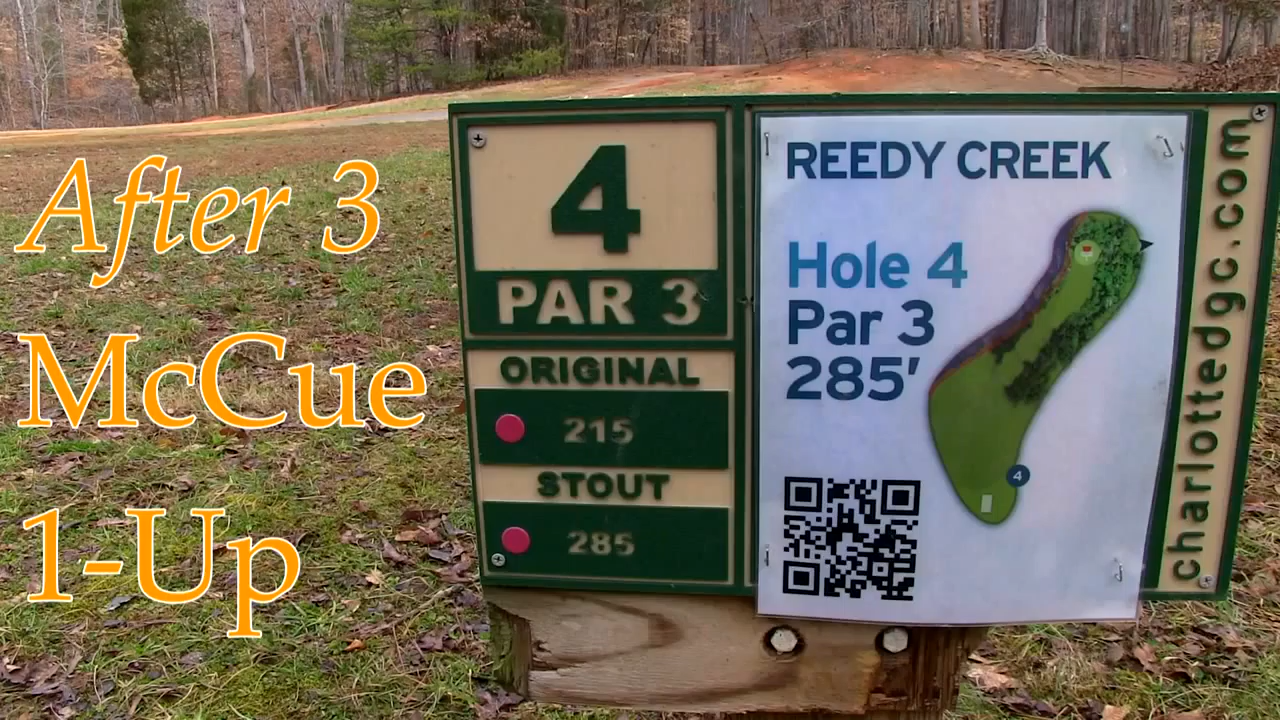 After 3
McCue
1-Up
4
PAR 3
ORIGINAL
215
STOUT
285
REEDY CREEK
Hole 4
Par 3
285'
4
charlottedgc.com